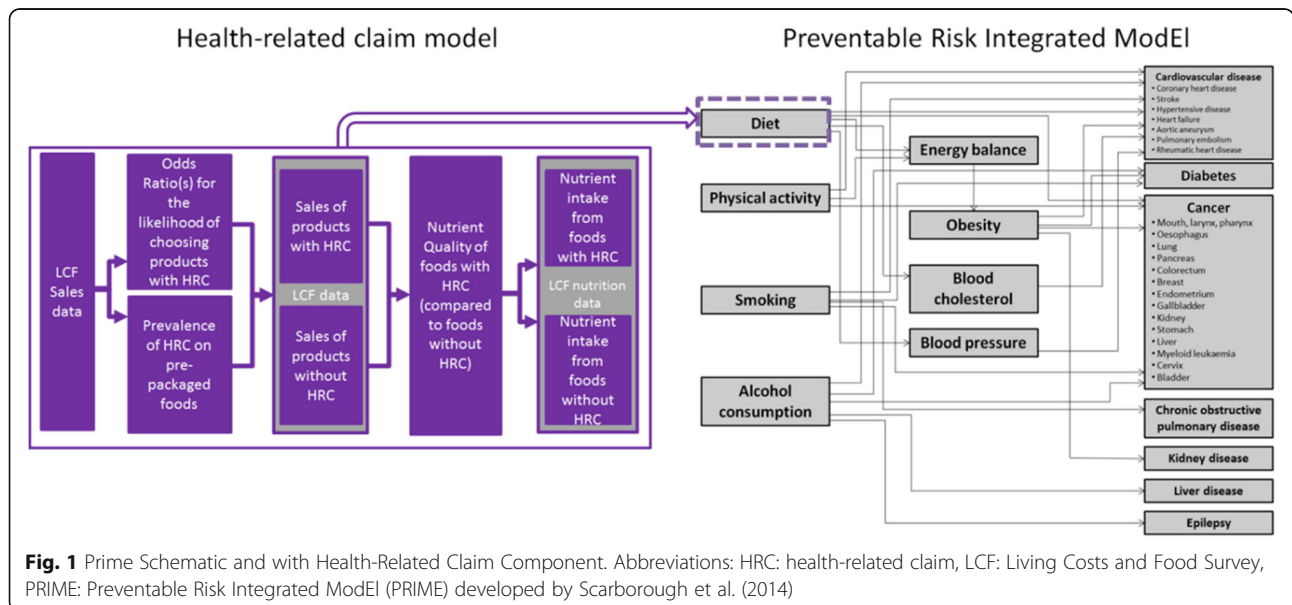 Health-related claim model
Preventable Risk Integrated ModEl
LCF
Sales
data
Odds
Ratio(s) for
the
likelihood of
choosing
products
with HRC
Prevalence
of HRC on
pre-
packaged
foods
Sales of
products
with HRC
LCF data
Sales of
products
without
HRC
Nutrient
Quality of
foods with
HRC
(compared
to foods
without
HRC)
Nutrient
intake
from
foods
with HRC
LCF nutrition
data
Nutrient
intake
from
foods
without
HRC
Diet
Physical activity
Smoking
Alcohol
consumption
Energy balance
Obesity
Blood
cholesterol
Blood pressure
Cardiovascular disease
• Coronary heart disease
• Stroke
• Hypertensive disease
• Heart failure
• Aortic aneurysm
• Pulmonary embolism
• Rheumatic heart disease
Diabetes
Cancer
• Mouth, larynx, pharynx
• Oesophagus
• Lung
• Pancreas
• Colorectum
• Breast
• Endometrium
• Gallbladder
• Kidney
• Stomach
• Liver
• Myeloid leukaemia
• Cervix
• Bladder
Chronic obstructive
pulmonary disease
Kidney disease
Liver disease
Epilepsy
Fig. 1 Prime Schematic and with Health-Related Claim Component. Abbreviations: HRC: health-related claim, LCF: Living Costs and Food Survey,
PRIME: Preventable Risk Integrated ModEl (PRIME) developed by Scarborough et al. (2014)